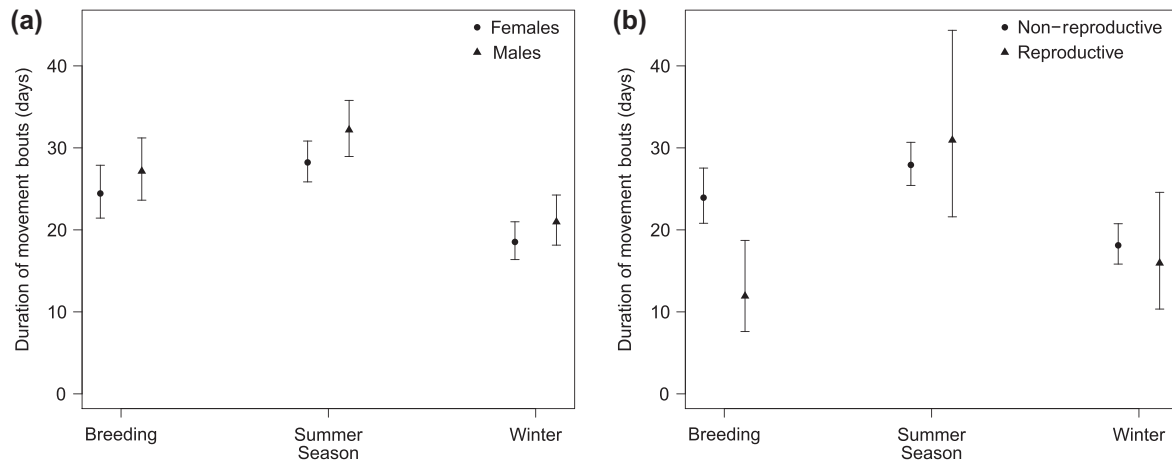 (a)
Females
Males
Duration of movement bouts (days)
40
30
20
10
0
Breeding
Summer
Winter
Season
(b)
Non−reproductive
Reproductive
Duration of movement bouts (days)
40
30
20
10
0
Breeding
Summer
Winter
Season